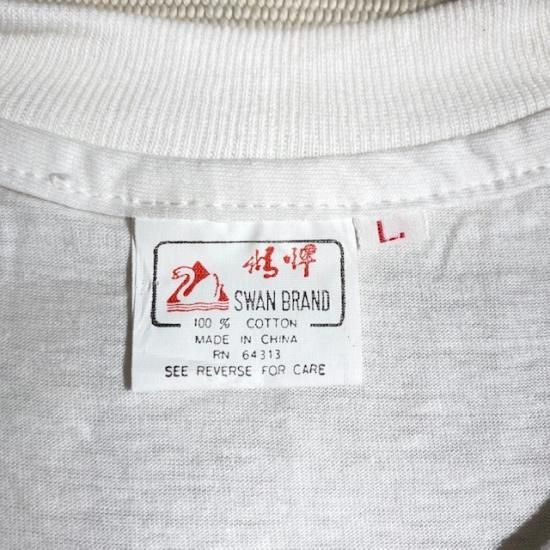 L.
SWAN BRAND
100 % COTTON
MADE IN CHINA
RN 64313
SEE REVERSE FOR CARE